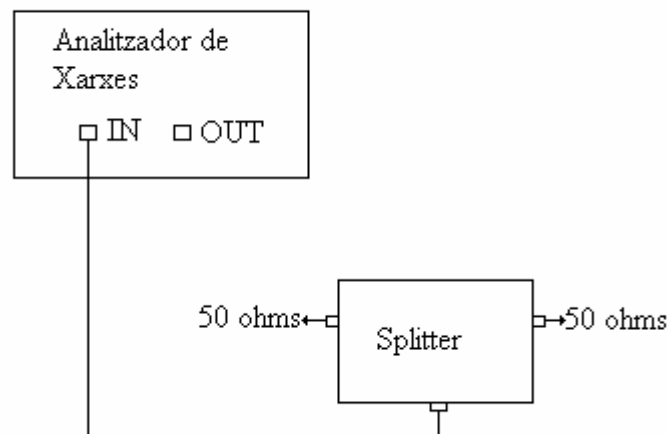 Analitzador de
Xarxes
IN OUT
50 ohms
Splitter
50 ohms